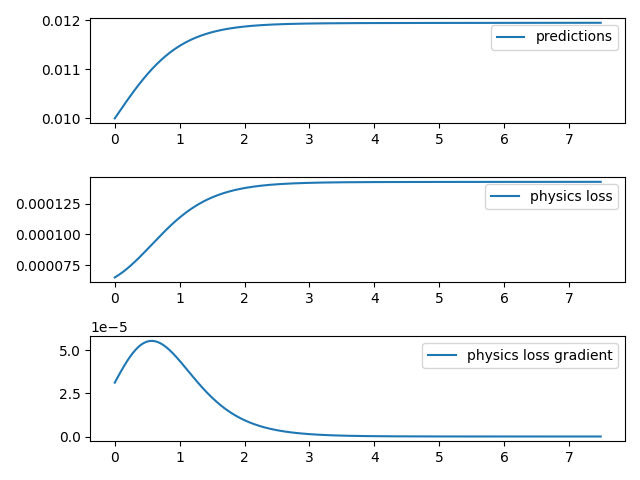 0.012
predictions
0.011
0.010
0 1 2 3 4 5 6 7
physics loss
0.000125
0.000100
0.000075
0 1 2 3 4 5 6 7
1e−5
physics loss gradient
5.0
2.5
0.0
0 1 2 3 4 5 6 7